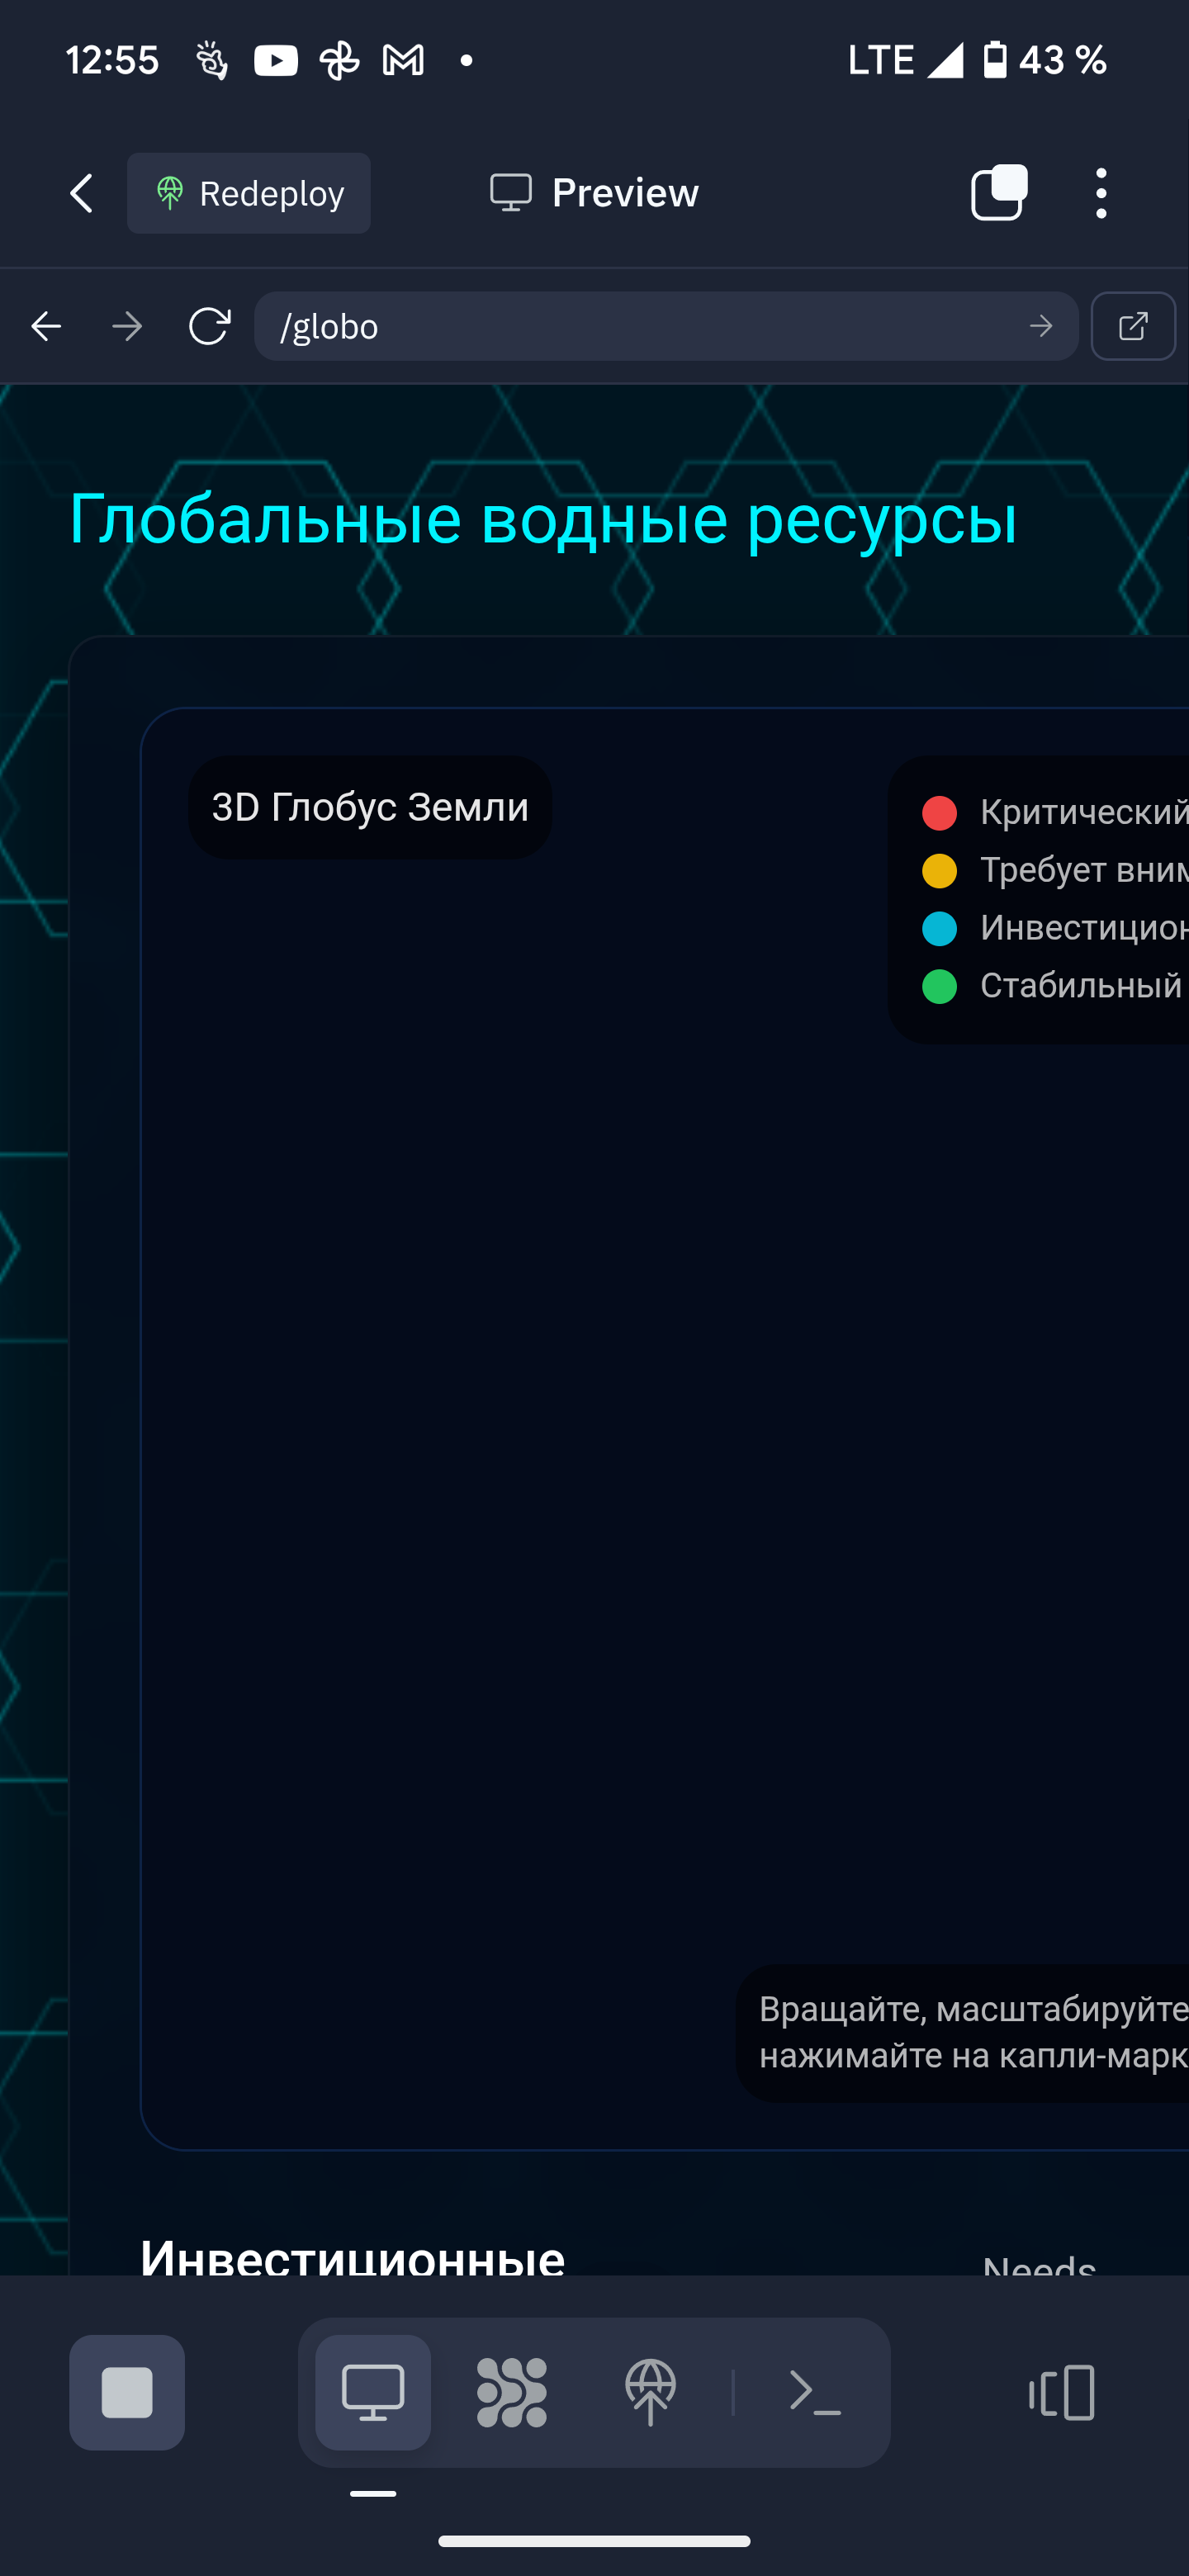 12:55
LTE 43 %
Redeploy
Preview
/globo
Глобальные водные ресурсы
3D Глобус Земли
Критический
Требует вним
Инвестицион
Стабильный
Вращайте, масштабируйте
нажимайте на капли-марк
Инвестиционные
Needs